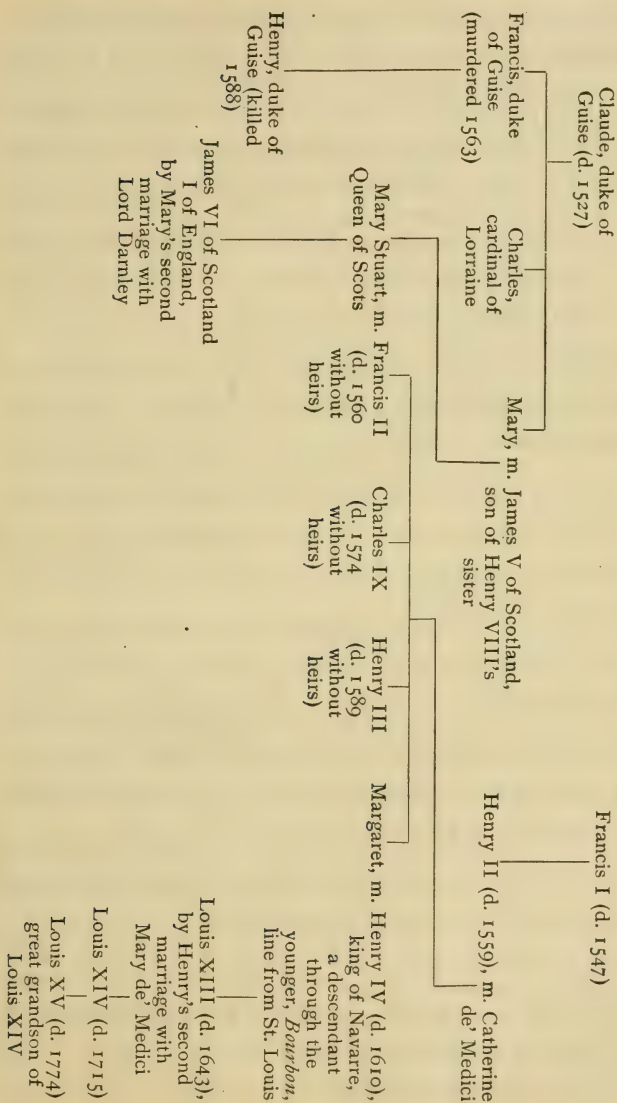 Claude, duke of
Guise (d. 1527)
Francis I (d. 1547)
Francis, duke
of Guise
(murdered 1563)
Charles,
cardinal of
Lorraine
Mary, m. James V of Scotland,
son of Henry VIII's
sister
Henry II (d. 1559), m. Catherine
de' Medici
Henry, duke of
Guise (killed
1588)
Mary Stuart, m. Francis II
Queen of Scots
(d. 1560
without
heirs)
Charles IX
(d. 1574
without
heirs)
Henry III
(d. 1589
without
heirs)
Margaret, m. Henry IV (d. 1610),
king of Navarre,
a descendant
through the
younger, Bourbon,
line from St. Louis
James VI of Scotland
I of England,
by Mary's second
marriage with
Lord Darnley
Louis XIII (d. 1643),
by Henry's second
marriage with
Mary de' Medici
Louis XIV (d. 1715)
Louis XV (d. 1774)
great grandson of
Louis XIV